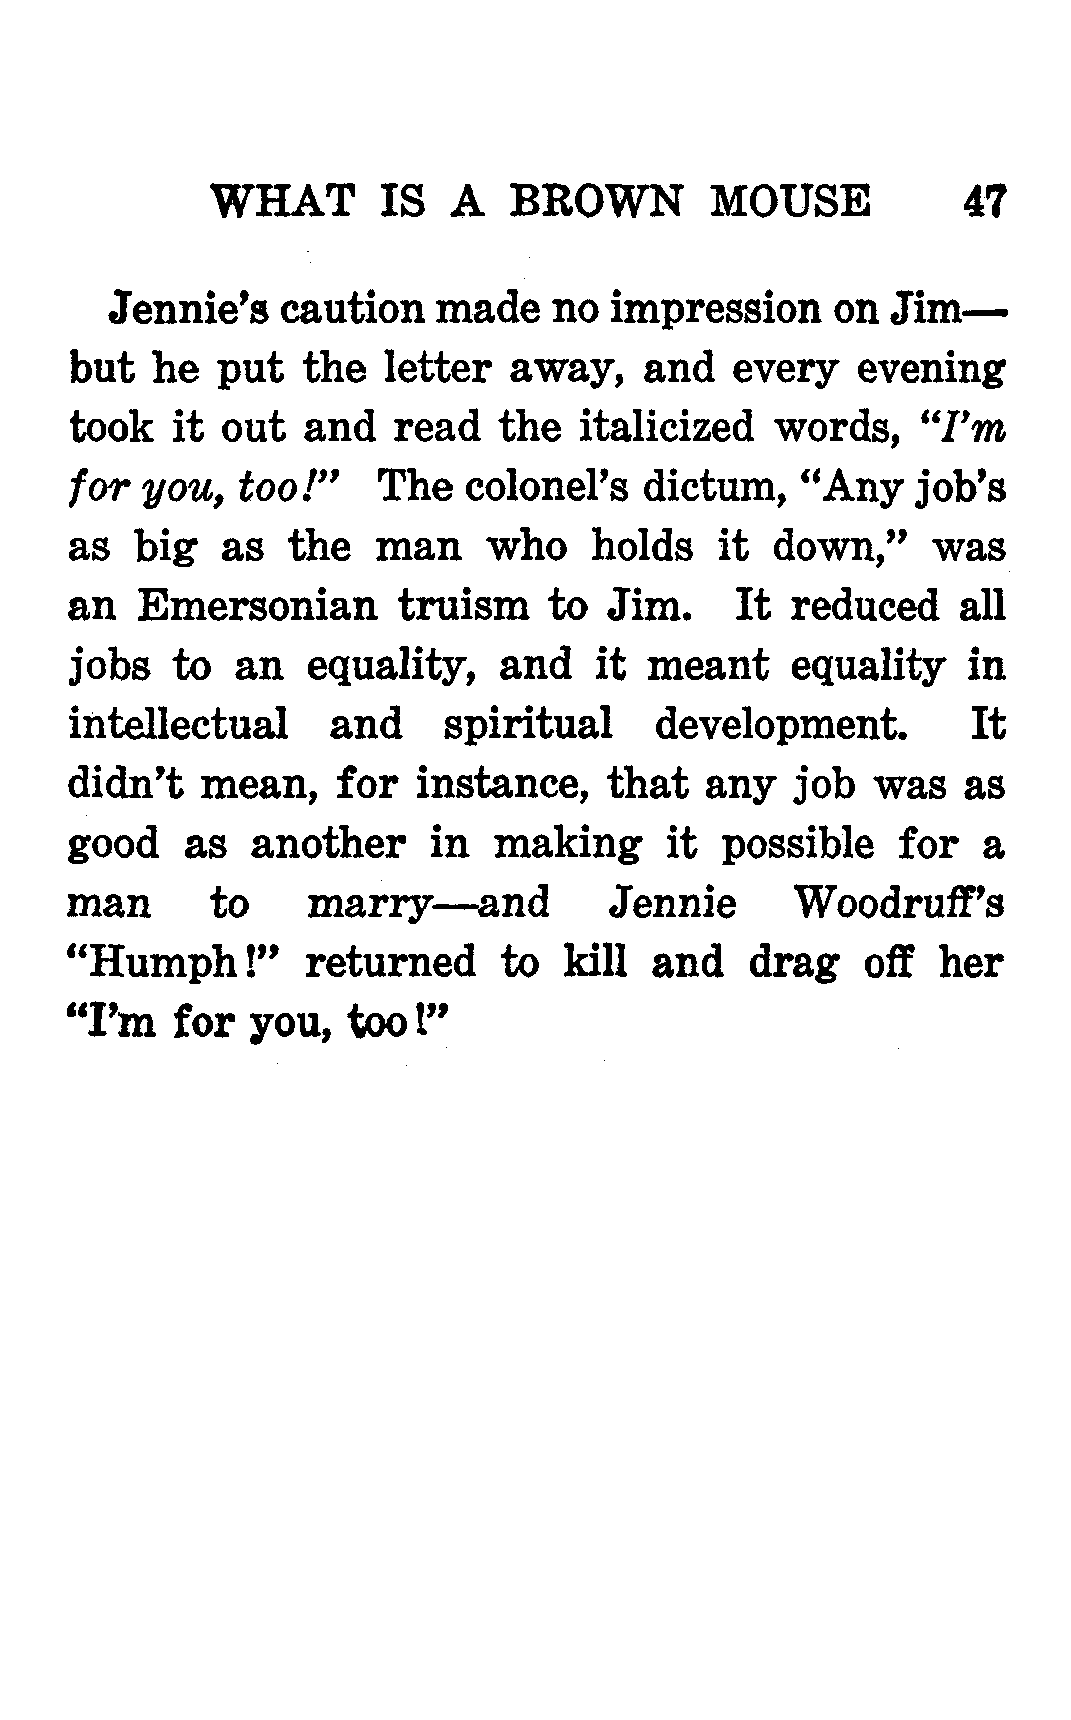 WHAT IS A BROWN MOUSE 47
Jennie's caution made no impression on Jim—
but he put the letter away, and every evening
took it out and read the italicized words, "I'm
for you, too!" The colonel's dictum, "Any job's
as big as the man who holds it down," was
an Emersonian truism to Jim. It reduced all
jobs to an equality, and it meant equality in
intellectual and spiritual development. It
didn't mean, for instance, that any job was as
good as another in making it possible for a
man to marry—and Jennie Woodruff's
"Humph!" returned to kill and drag off her
"I'm for you, too!"